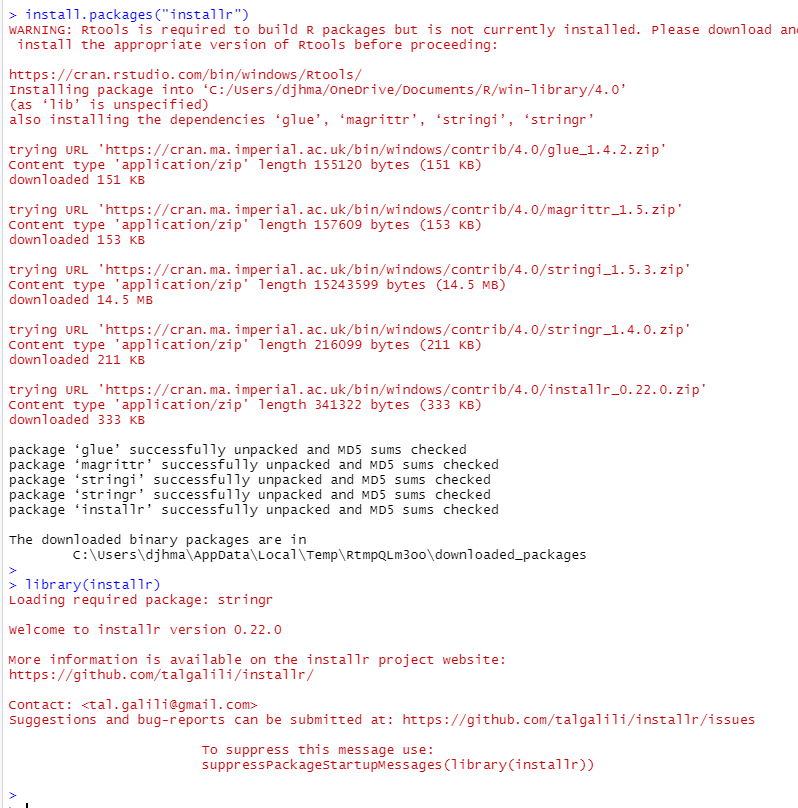 > install.packages("installr")
WARNING: Rtools is required to build R packages but is not currently installed. Please download and
 install the appropriate version of Rtools before proceeding:
https://cran.rstudio.com/bin/windows/Rtools/
Installing package into ‘C:/Users/djhma/OneDrive/Documents/R/win-library/4.0’
(as ‘lib’ is unspecified)
also installing the dependencies ‘glue’, ‘magrittr’, ‘stringi’, ‘stringr’
trying URL 'https://cran.ma.imperial.ac.uk/bin/windows/contrib/4.0/glue_1.4.2.zip'
Content type 'application/zip' length 155120 bytes (151 KB)
downloaded 151 KB
trying URL 'https://cran.ma.imperial.ac.uk/bin/windows/contrib/4.0/magrittr_1.5.zip'
Content type 'application/zip' length 157609 bytes (153 KB)
downloaded 153 KB
trying URL 'https://cran.ma.imperial.ac.uk/bin/windows/contrib/4.0/stringi_1.5.3.zip'
Content type 'application/zip' length 15243599 bytes (14.5 MB)
downloaded 14.5 MB
trying URL 'https://cran.ma.imperial.ac.uk/bin/windows/contrib/4.0/stringr_1.4.0.zip'
Content type 'application/zip' length 216099 bytes (211 KB)
downloaded 211 KB
trying URL 'https://cran.ma.imperial.ac.uk/bin/windows/contrib/4.0/installr_0.22.0.zip'
Content type 'application/zip' length 341322 bytes (333 KB)
downloaded 333 KB
package ‘glue’ successfully unpacked and MD5 sums checked
package ‘magrittr’ successfully unpacked and MD5 sums checked
package ‘stringi’ successfully unpacked and MD5 sums checked
package ‘stringr’ successfully unpacked and MD5 sums checked
package ‘installr’ successfully unpacked and MD5 sums checked
The downloaded binary packages are in
C:\Users\djhma\AppData\Local\Temp\RtmpQLm3oo\downloaded_packages
>
> library(installr)
Loading required package: stringr
Welcome to installr version 0.22.0
More information is available on the installr project website:
https://github.com/talgalili/installr/
Contact: <tal.galili@gmail.com>
Suggestions and bug-reports can be submitted at: https://github.com/talgalili/installr/issues
To suppress this message use:
suppressPackageStartupMessages(library(installr))
>